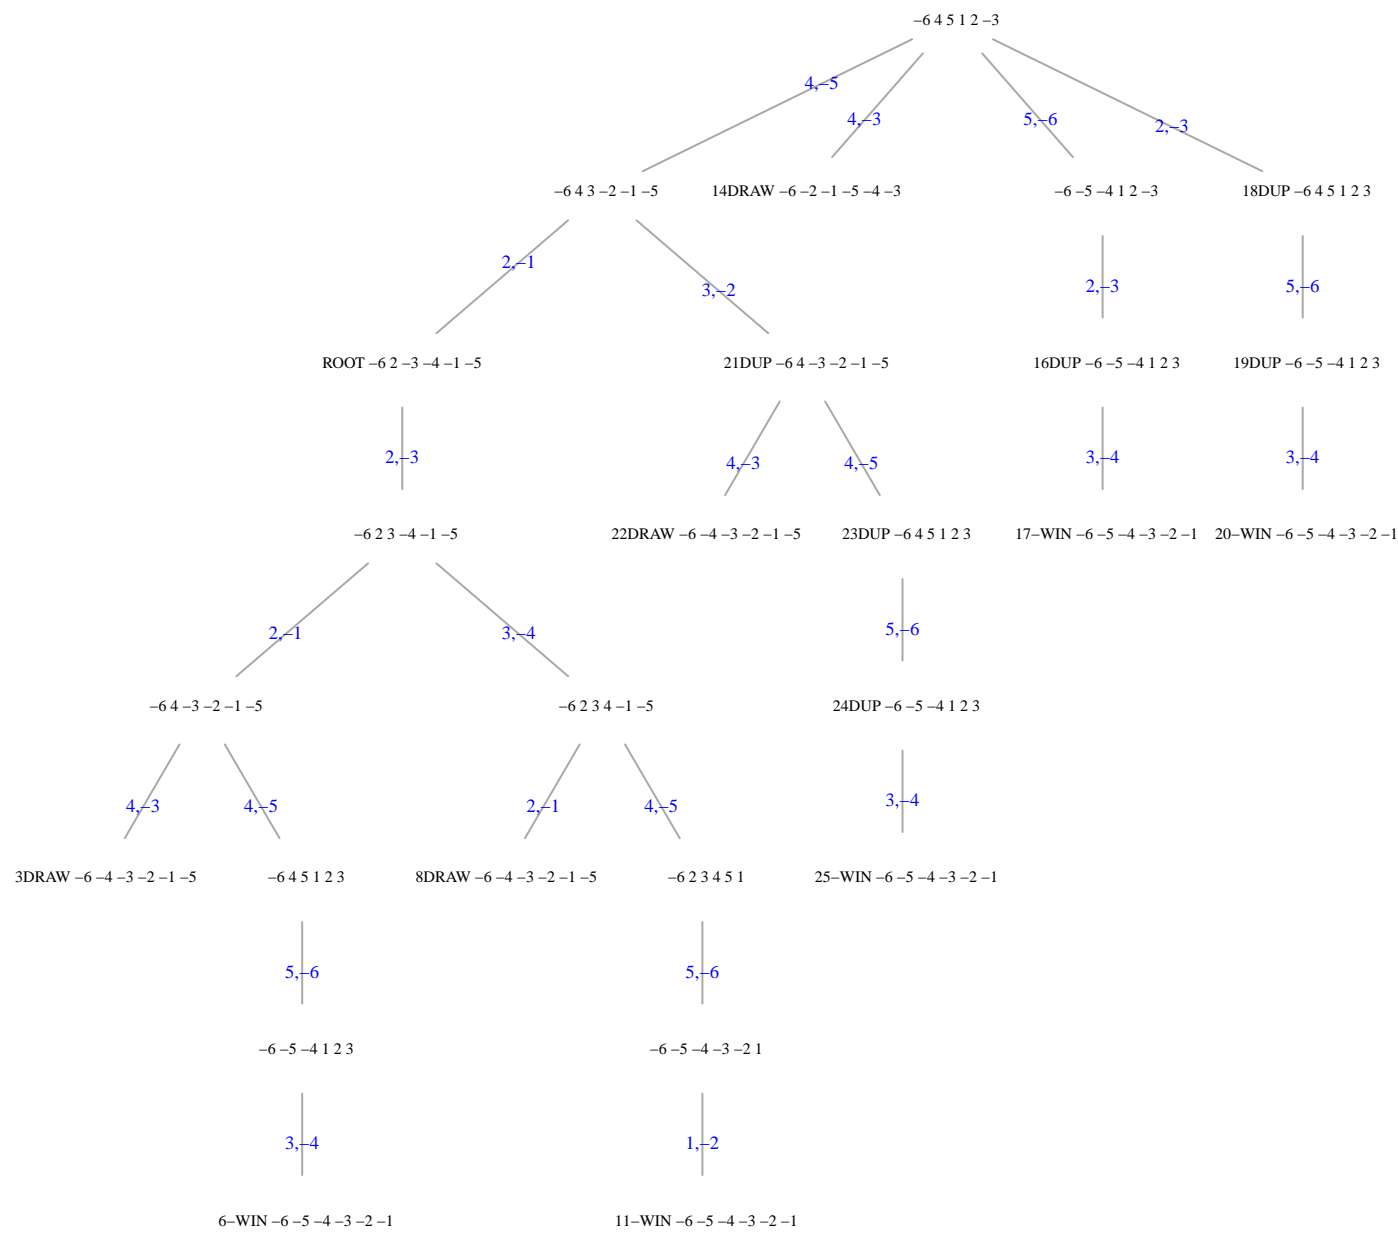 −6 4 5 1 2 −3
4,−5
4,−3
5,−6
2,−3
−6 4 3 −2 −1 −5
14DRAW −6 −2 −1 −5 −4 −3
−6 −5 −4 1 2 −3
18DUP −6 4 5 1 2 3
2,−1
3,−2
2,−3
5,−6
ROOT −6 2 −3 −4 −1 −5
21DUP −6 4 −3 −2 −1 −5
16DUP −6 −5 −4 1 2 3
19DUP −6 −5 −4 1 2 3
2,−3
4,−3
4,−5
3,−4
3,−4
−6 2 3 −4 −1 −5
22DRAW −6 −4 −3 −2 −1 −5
23DUP −6 4 5 1 2 3
17−WIN −6 −5 −4 −3 −2 −1
20−WIN −6 −5 −4 −3 −2 −1
2,−1
3,−4
5,−6
−6 4 −3 −2 −1 −5
−6 2 3 4 −1 −5
24DUP −6 −5 −4 1 2 3
4,−3
4,−5
2,−1
4,−5
3,−4
3DRAW −6 −4 −3 −2 −1 −5
−6 4 5 1 2 3
8DRAW −6 −4 −3 −2 −1 −5
−6 2 3 4 5 1
25−WIN −6 −5 −4 −3 −2 −1
5,−6
5,−6
−6 −5 −4 1 2 3
−6 −5 −4 −3 −2 1
3,−4
1,−2
6−WIN −6 −5 −4 −3 −2 −1
11−WIN −6 −5 −4 −3 −2 −1